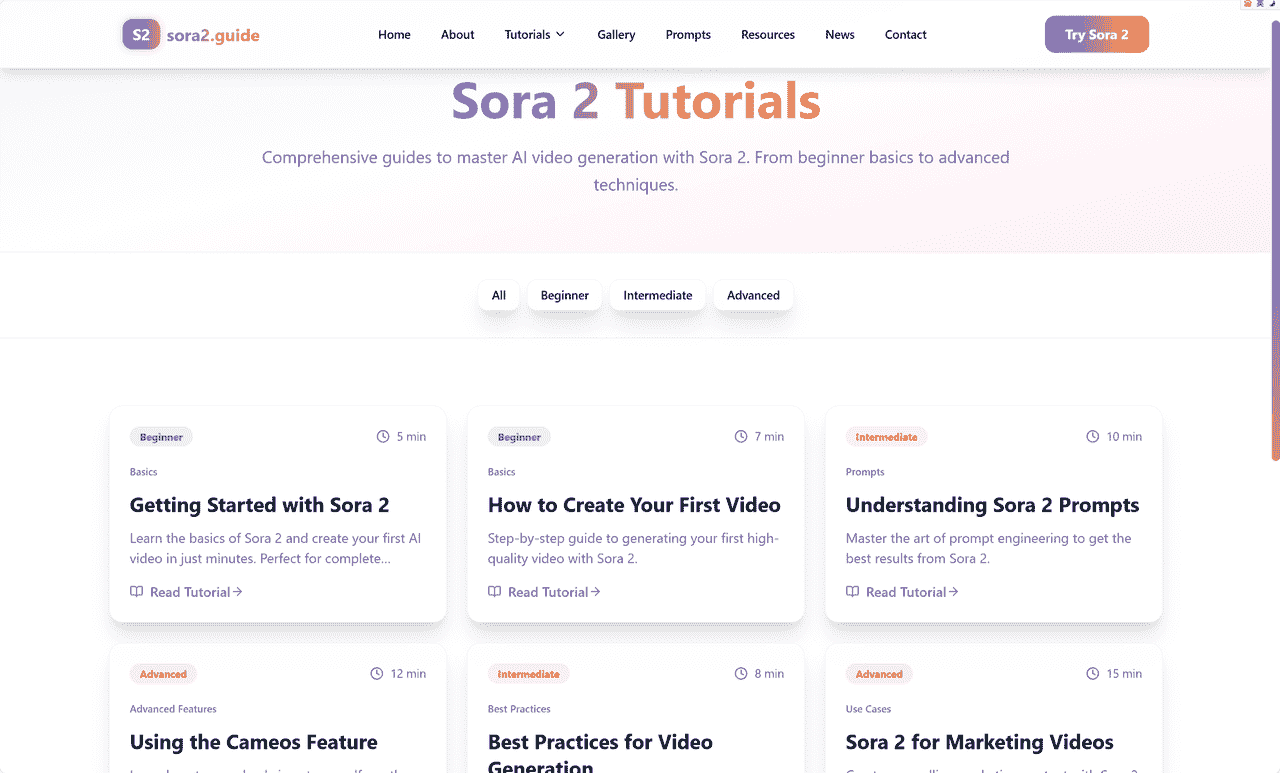 S2 sora2.guide Home About Tutorials Gallery Prompts Resources News Contact Try Sora 2
Sora 2 Tutorials
Comprehensive guides to master AI video generation with Sora 2. From beginner basics to advanced
techniques.
All Beginner Intermediate Advanced
Beginner 5 min
Basics
Getting Started with Sora 2
Learn the basics of Sora 2 and create your first AI
video in just minutes. Perfect for complete...
Read Tutorial
Beginner 7 min
Basics
How to Create Your First Video
Step-by-step guide to generating your first high-
quality video with Sora 2.
Read Tutorial
Intermediate 10 min
Prompts
Understanding Sora 2 Prompts
Master the art of prompt engineering to get the
best results from Sora 2.
Read Tutorial
Advanced 12 min
Advanced Features
Using the Cameos Feature
Intermediate 8 min
Best Practices
Best Practices for Video
Generation
Advanced 15 min
Use Cases
Sora 2 for Marketing Videos